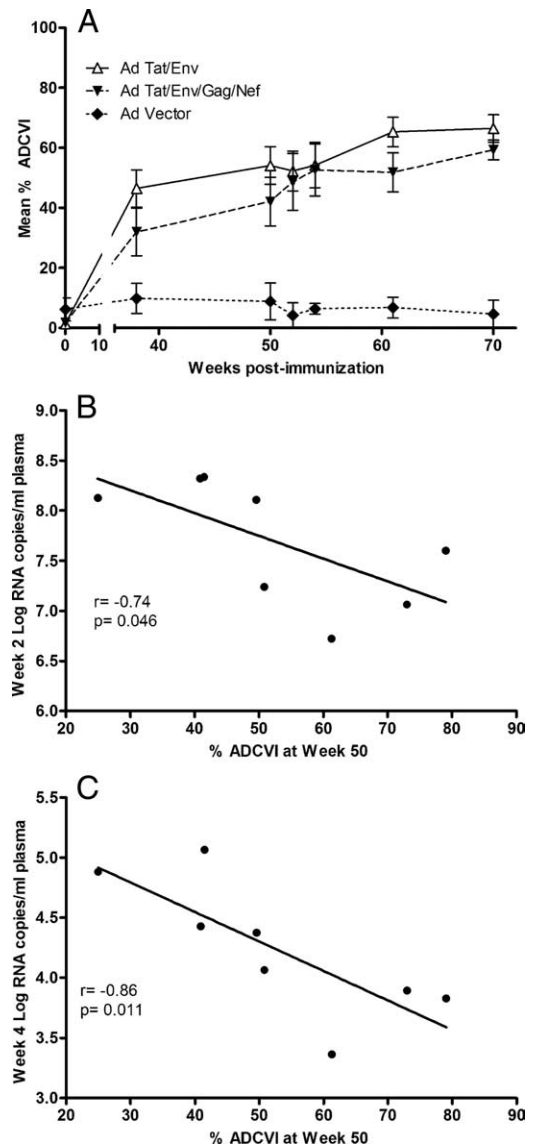 A
Ad Tat/Env
Ad Tat/Env/Gag/Nef
Ad Vector
Mean % ADCVI
100
80
60
40
20
0
0 10 40 50 60 70
Weeks post-immunization
B
Week 2 Log RNA copies/ml plasma
9.0
8.5
8.0
7.5
7.0
6.5
6.0
r= -0.74
p= 0.046
20 30 40 50 60 70 80 90
% ADCVI at Week 50
C
Week 4 Log RNA copies/ml plasma
5.5
5.0
4.5
4.0
3.5
3.0
r= -0.86
p= 0.011
20 30 40 50 60 70 80 90
% ADCVI at Week 50